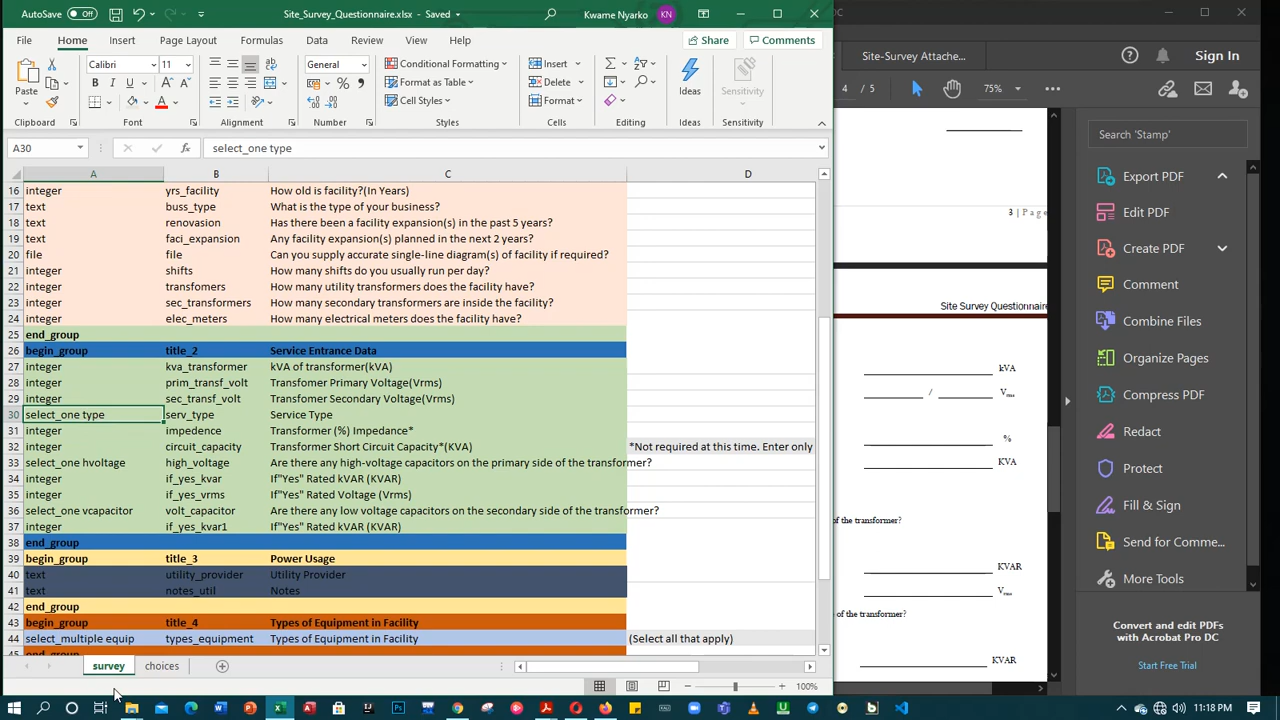 AutoSave Off
Site_Survey_Questionnaire.xlsx - Saved
Kwame Nyarko KN
File Home Insert Page Layout Formulas Data Review View Help Share Comments
Paste Calibri 11 General Conditional Formatting Insert
Format as Table Delete Ideas Sensitivity
Cell Styles Format
Clipboard Font Alignment Number Styles Cells Editing Ideas Sensitivity
A30 select_one type
A B C D
16 integer yrs_facility How old is facility?(In Years)
17 text buss_type What is the type of your business?
18 text renovasion Has there been a facility expansion(s) in the past 5 years?
19 text faci_expansion Any facility expansion(s) planned in the next 2 years?
20 file file Can you supply accurate single-line diagram(s) of facility if required?
21 integer shifts How many shifts do you usually run per day?
22 integer transfomers How many utility transformers does the facility have?
23 integer sec_transformers How many secondary transformers are inside the facility?
24 integer elec_meters How many electrical meters does the facility have?
25 end_group
26 begin_group title_2 Service Entrance Data
27 integer kva_transformer kVA of transformer(kVA)
28 integer prim_transf_volt Transfomer Primary Voltage(Vrms)
29 integer sec_transf_volt Transfomer Secondary Voltage(Vrms)
30 select_one type serv_type Service Type
31 integer impedence Transformer (%) Impedance*
32 integer circuit_capacity Transformer Short Circuit Capacity*(KVA) *Not required at this time. Enter only
33 select_one hvoltage high_voltage Are there any high-voltage capacitors on the primary side of the transformer?
34 integer if_yes_kvar If"Yes" Rated kVAR (KVAR)
35 integer if_yes_vrms If"Yes" Rated Voltage (Vrms)
36 select_one vcapacitor volt_capacitor Are there any low voltage capacitors on the secondary side of the transformer?
37 integer if_yes_kvar1 If"Yes" Rated kVAR (KVAR)
38 end_group
39 begin_group title_3 Power Usage
40 text utility_provider Utility Provider
41 text notes_util Notes
42 end_group
43 begin_group title_4 Types of Equipment in Facility
44 select_multiple equip types_equipment Types of Equipment in Facility (Select all that apply)
45 end_group
survey choices
100%
DC
Site-Survey Attache...
Sign In
4 / 5 75%
3 | Page
Site Survey Questionnaire
kVA
/ Vrms
%
KVA
of the transformer?
KVAR
Vrms
of the transformer?
KVAR
Search 'Stamp'
Export PDF
Edit PDF
Create PDF
Comment
Combine Files
Organize Pages
Compress PDF
Redact
Protect
Fill & Sign
Send for Comme...
More Tools
Convert and edit PDFs
with Acrobat Pro DC
Start Free Trial
11:18 PM